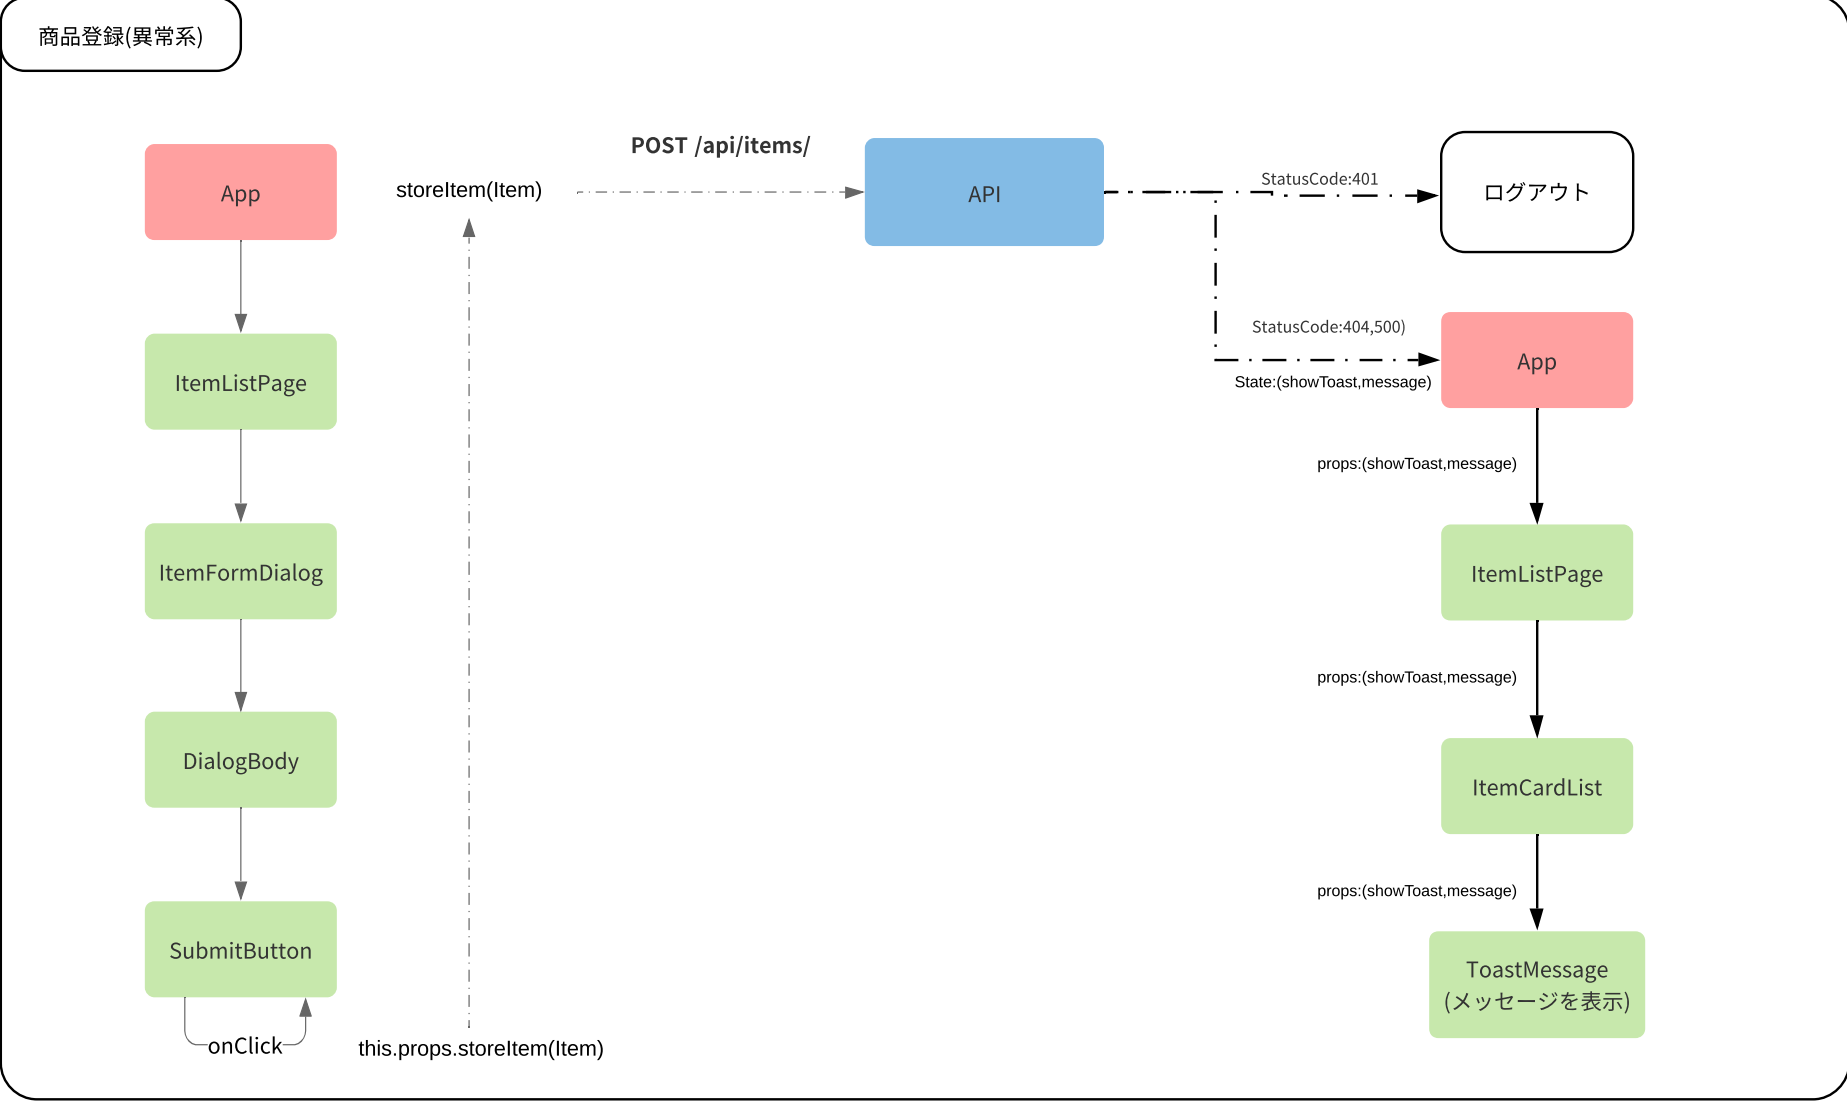 商品登録(異常系)
App
ItemListPage
ItemFormDialog
DialogBody
SubmitButton
onClick
storeItem(Item)
this.props.storeItem(Item)
POST /api/items/
API
StatusCode:401
ログアウト
StatusCode:404,500)
State:(showToast,message)
App
props:(showToast,message)
ItemListPage
props:(showToast,message)
ItemCardList
props:(showToast,message)
ToastMessage
(メッセージを表示)